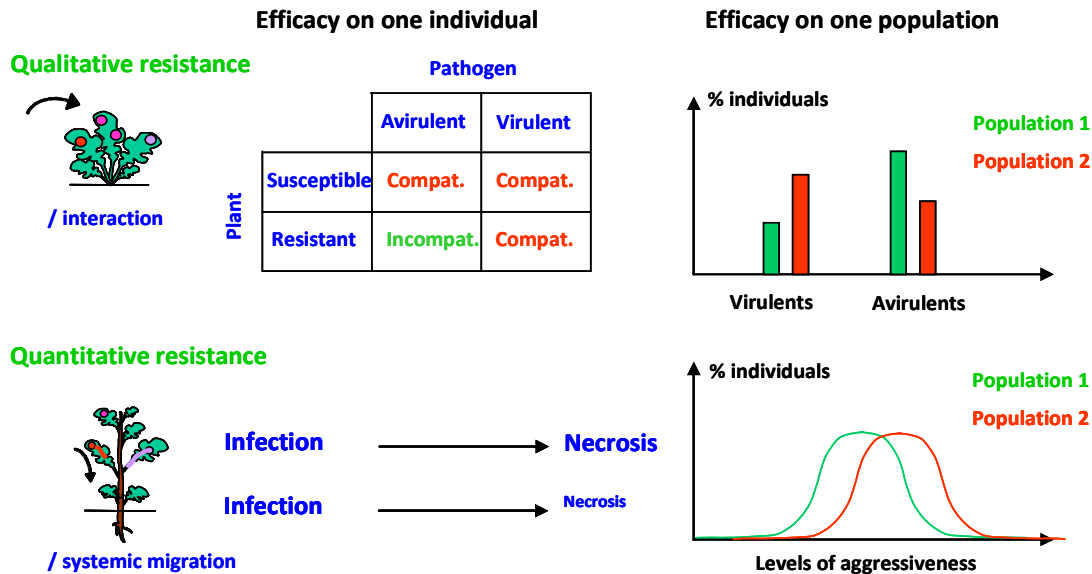 Efficacy on one individual
Efficacy on one population
Qualitative resistance
Pathogen
Avirulent Virulent
Plant
Susceptible Compat. Compat.
Resistant Incompat. Compat.
/ interaction
% individuals
Population 1
Population 2
Virulents Avirulents
Quantitative resistance
Infection Necrosis
Infection Necrosis
/ systemic migration
% individuals
Population 1
Population 2
Levels of aggressiveness